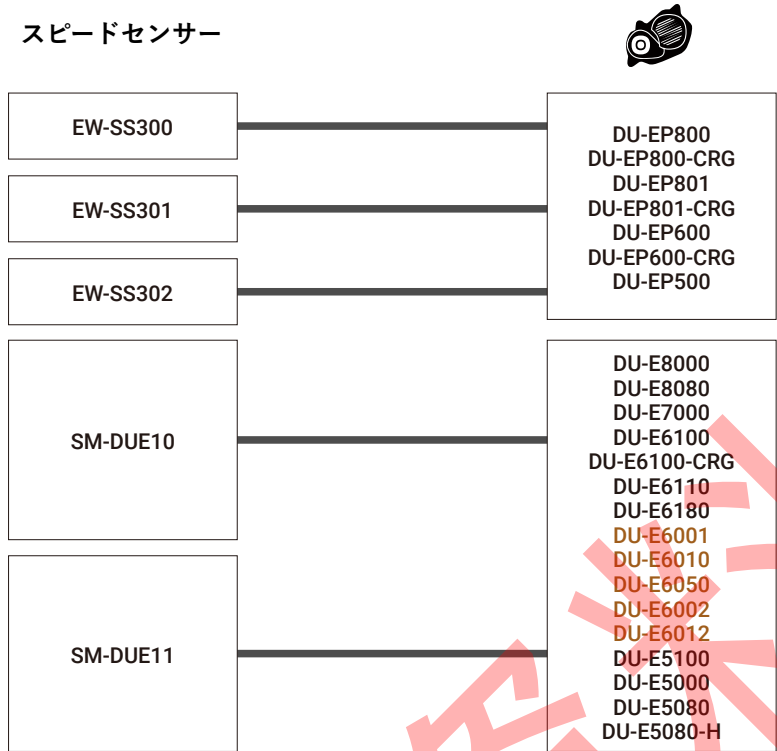 スピードセンサー
EW-SS300
EW-SS301
EW-SS302
SM-DUE10
SM-DUE11
DU-EP800
DU-EP800-CRG
DU-EP801
DU-EP801-CRG
DU-EP600
DU-EP600-CRG
DU-EP500
DU-E8000
DU-E8080
DU-E7000
DU-E6100
DU-E6100-CRG
DU-E6110
DU-E6180
DU-E6001
DU-E6010
DU-E6050
DU-E6002
DU-E6012
DU-E5100
DU-E5000
DU-E5080
DU-E5080-H